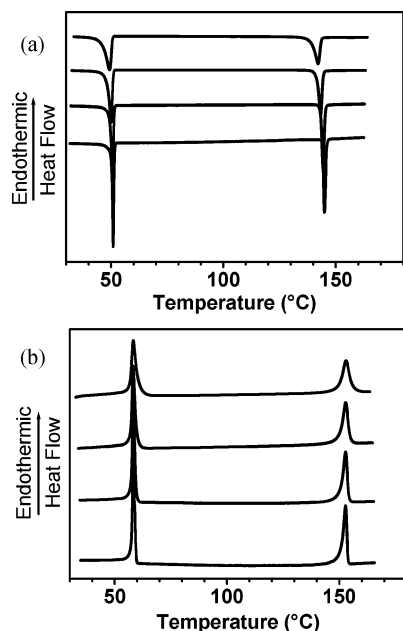 (a)
Endothermic
Heat Flow
50 100 150
Temperature (°C)
(b)
Endothermic
Heat Flow
50 100 150
Temperature (°C)